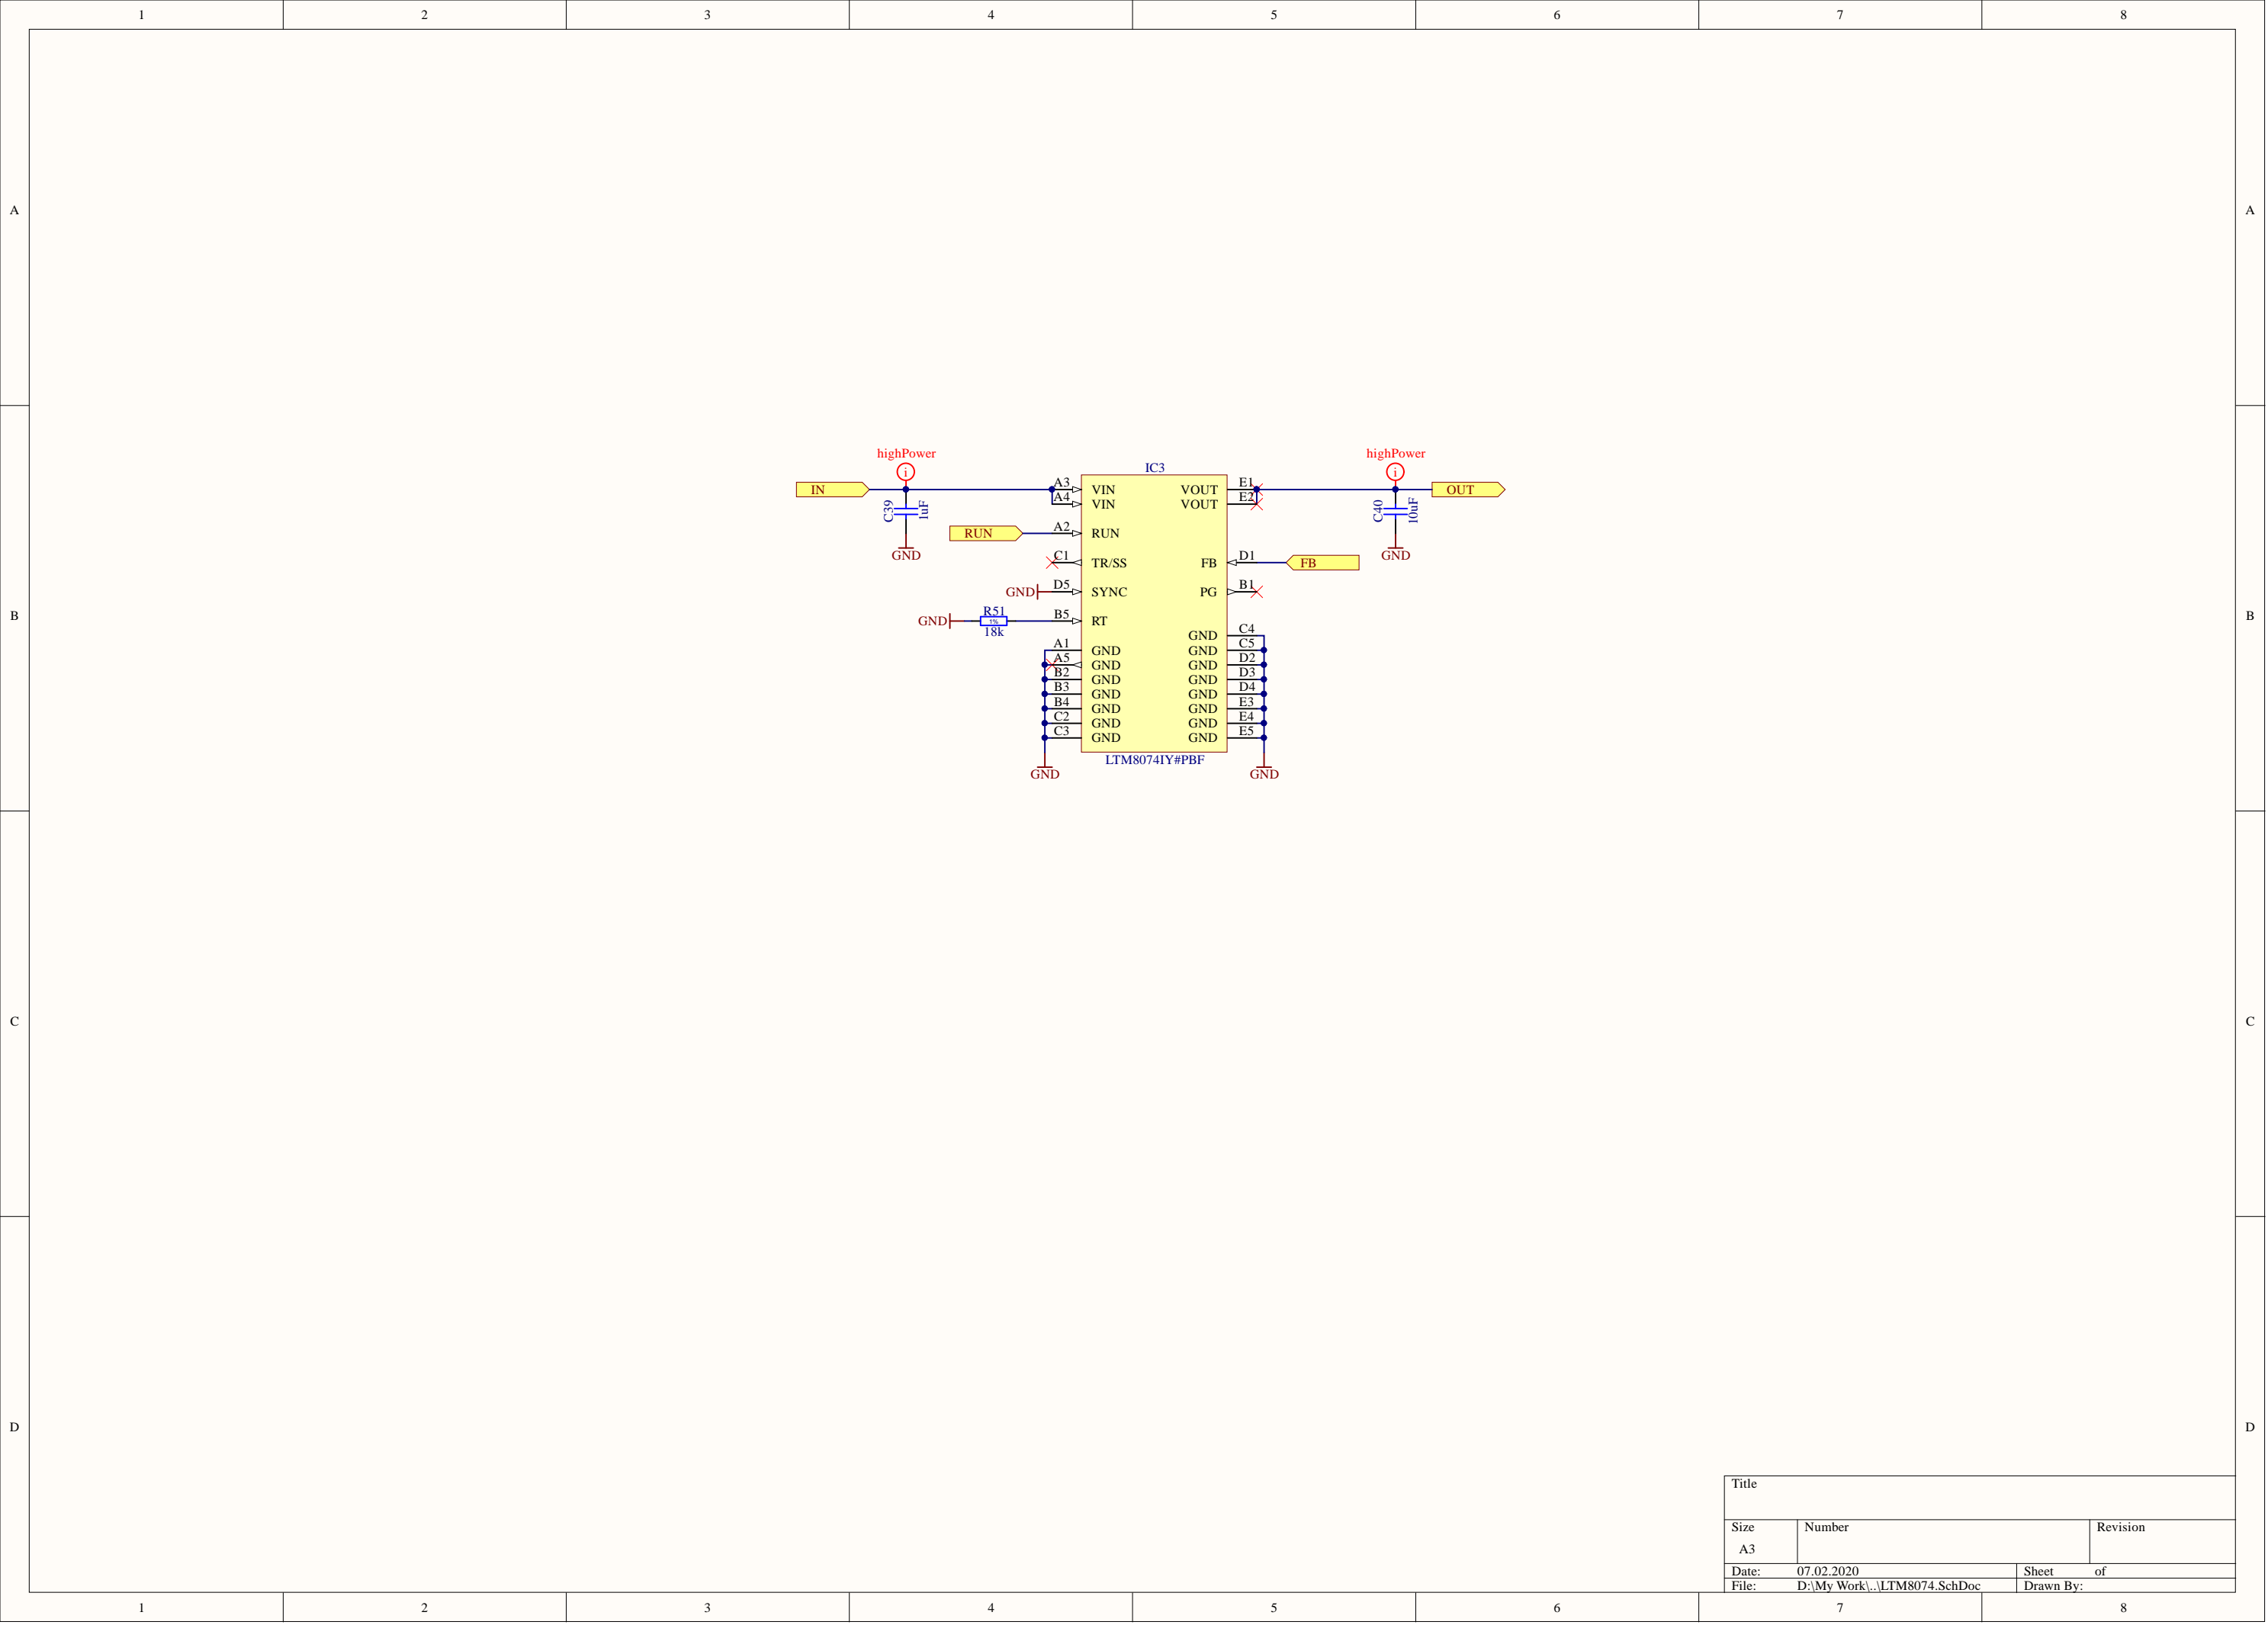 1 2 3 4 5 6 7 8
A A
highPower highPower
IC3
IN A3 VIN VOUT E1 OUT
A4 VIN VOUT E2
C39 1uF C40 10uF
RUN A2 RUN
GND GND
C1 TR/SS FB D1 FB
GND D5 SYNC PG B1
R51
GND 1% B5 RT
18k
GND C4
A1 GND GND C5
A5 GND GND D2
B2 GND GND D3
B3 GND GND D4
B4 GND GND E3
C2 GND GND E4
C3 GND GND E5
LTM8074IY#PBF
GND GND
B B
C C
D D
Title
Size Number Revision
A3
Date: 07.02.2020 Sheet of
File: D:\My Work\..\LTM8074.SchDoc Drawn By:
1 2 3 4 5 6 7 8